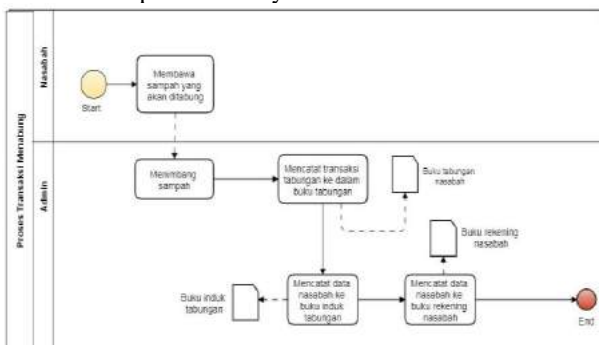 Proses Transaksi Menabung
Nasabah
Start
Membawa
sampah yang
akan ditabung
Admin
Menimbang
sampah
Mencatat transaksi
tabungan ke dalam
buku tabungan
Buku tabungan
nasabah
Buku rekening
nasabah
Buku induk
tabungan
Mencatat data
nasabah ke
buku induk
tabungan
Mencatat data
nasabah ke
buku rekening
nasabah
End